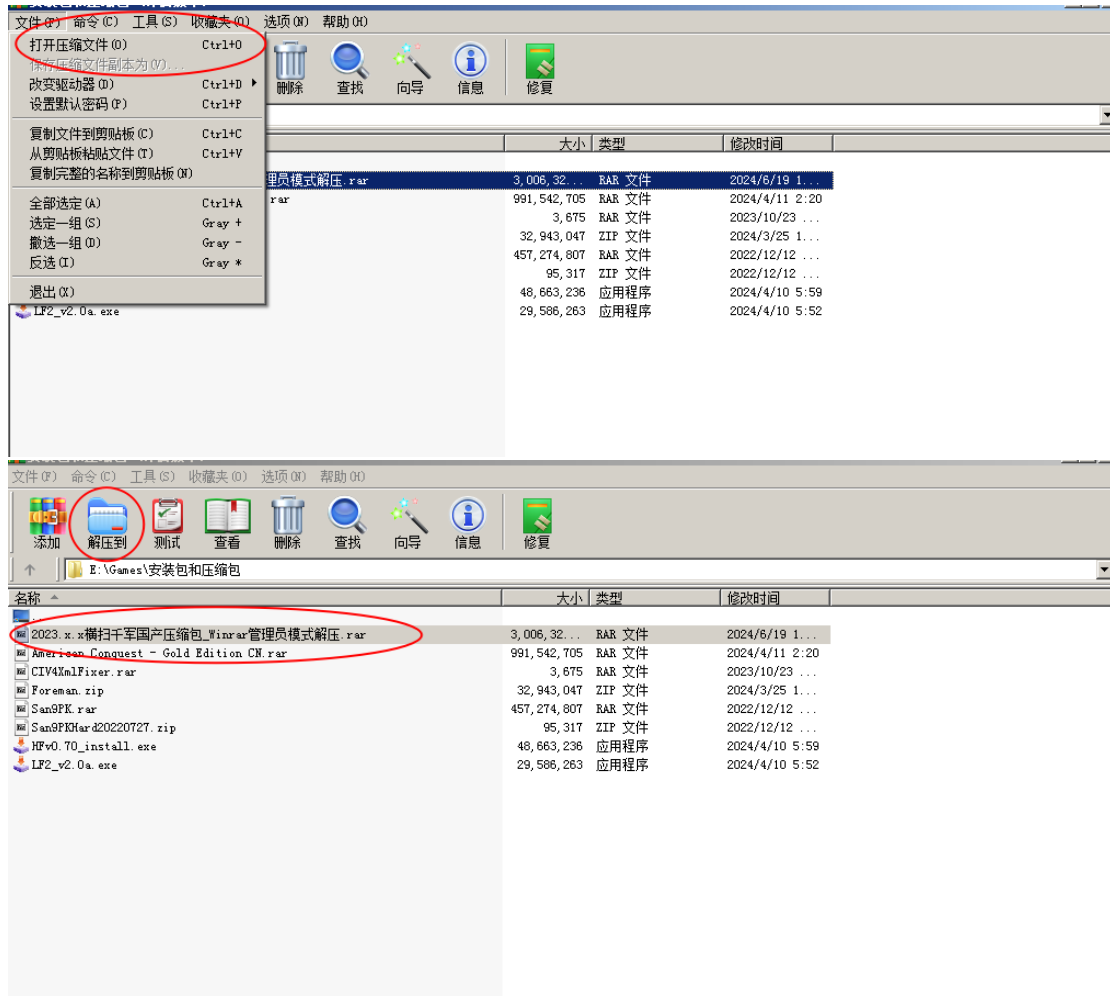 文件(F) 命令(C) 工具(S) 收藏夹(O) 选项(N) 帮助(H)
打开压缩文件(O) Ctrl+O
保存压缩文件副本为(V)...
改变驱动器(D) Ctrl+D
设置默认密码(P) Ctrl+P
复制文件到剪贴板(C) Ctrl+C
从剪贴板粘贴文件(T) Ctrl+V
复制完整的名称到剪贴板(N)
全部选定(A) Ctrl+A
选定一组(S) Gray +
撤选一组(D) Gray -
反选(I) Gray *
退出(X)
删除 查找 向导 信息 修复
大小 类型 修改时间
理员模式解压.rar 3,006,32... RAR 文件 2024/6/19 1...
rar 991,542,705 RAR 文件 2024/4/11 2:20
3,675 RAR 文件 2023/10/23 ...
32,943,047 ZIP 文件 2024/3/25 1...
457,274,807 RAR 文件 2022/12/12 ...
95,317 ZIP 文件 2022/12/12 ...
48,663,236 应用程序 2024/4/10 5:59
LF2_v2.0a.exe 29,586,263 应用程序 2024/4/10 5:52
文件(F) 命令(C) 工具(S) 收藏夹(O) 选项(N) 帮助(H)
添加 解压到 测试 查看 删除 查找 向导 信息 修复
E:\Games\安装包和压缩包
名称 大小 类型 修改时间
..
2023.x.x横扫千军国产压缩包_Winrar管理员模式解压.rar 3,006,32... RAR 文件 2024/6/19 1...
American Conquest - Gold Edition CN.rar 991,542,705 RAR 文件 2024/4/11 2:20
CIV4XmlFixer.rar 3,675 RAR 文件 2023/10/23 ...
Foreman.zip 32,943,047 ZIP 文件 2024/3/25 1...
San9PK.rar 457,274,807 RAR 文件 2022/12/12 ...
San9PKHard20220727.zip 95,317 ZIP 文件 2022/12/12 ...
HFv0.70_install.exe 48,663,236 应用程序 2024/4/10 5:59
LF2_v2.0a.exe 29,586,263 应用程序 2024/4/10 5:52